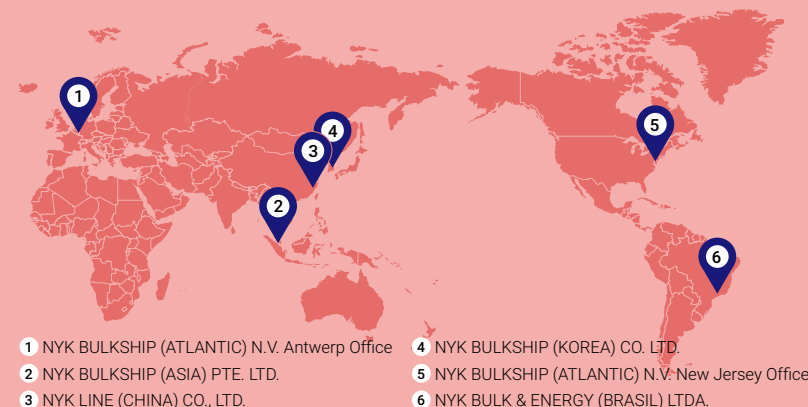 1
4
5
3
2
6
1 NYK BULKSHIP (ATLANTIC) N.V. Antwerp Office
2 NYK BULKSHIP (ASIA) PTE. LTD.
3 NYK LINE (CHINA) CO., LTD.
4 NYK BULKSHIP (KOREA) CO. LTD.
5 NYK BULKSHIP (ATLANTIC) N.V. New Jersey Office
6 NYK BULK & ENERGY (BRASIL) LTDA.